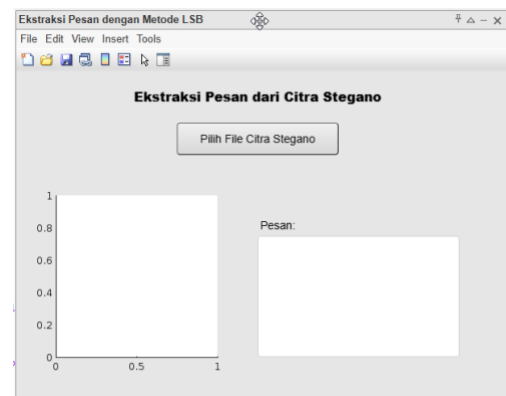 Ekstraksi Pesan dengan Metode LSB
File Edit View Insert Tools
Ekstraksi Pesan dari Citra Stegano
Pilih File Citra Stegano
Pesan:
1
0.8
0.6
0.4
0.2
0
0 0.5 1